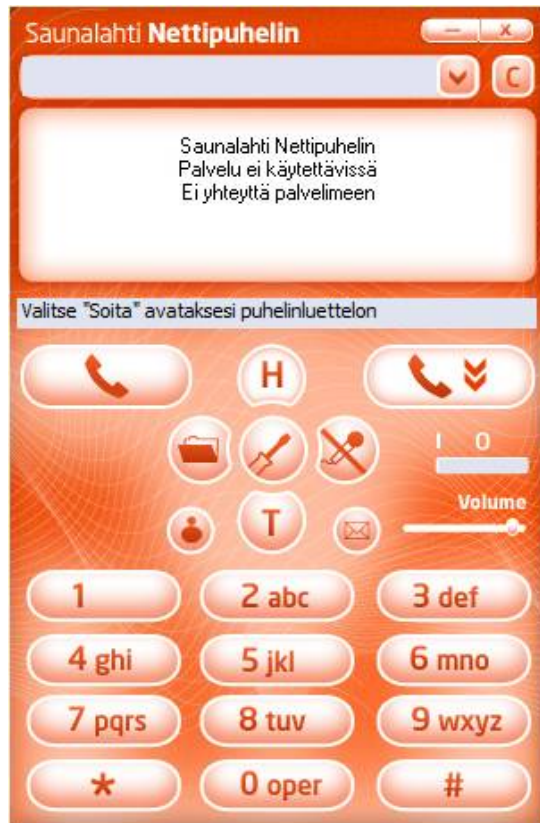 Saunalahti Nettipuhelin
C
Saunalahti Nettipuhelin
Palvelu ei käytettävissä
Ei yhteyttä palvelimeen
Valitse "Soita" avataksesi puhelinluettelon
H
I O
T
Volume
1 2 abc 3 def
4 ghi 5 jkl 6 mno
7 pqrs 8 tuv 9 wxyz
* 0 oper #